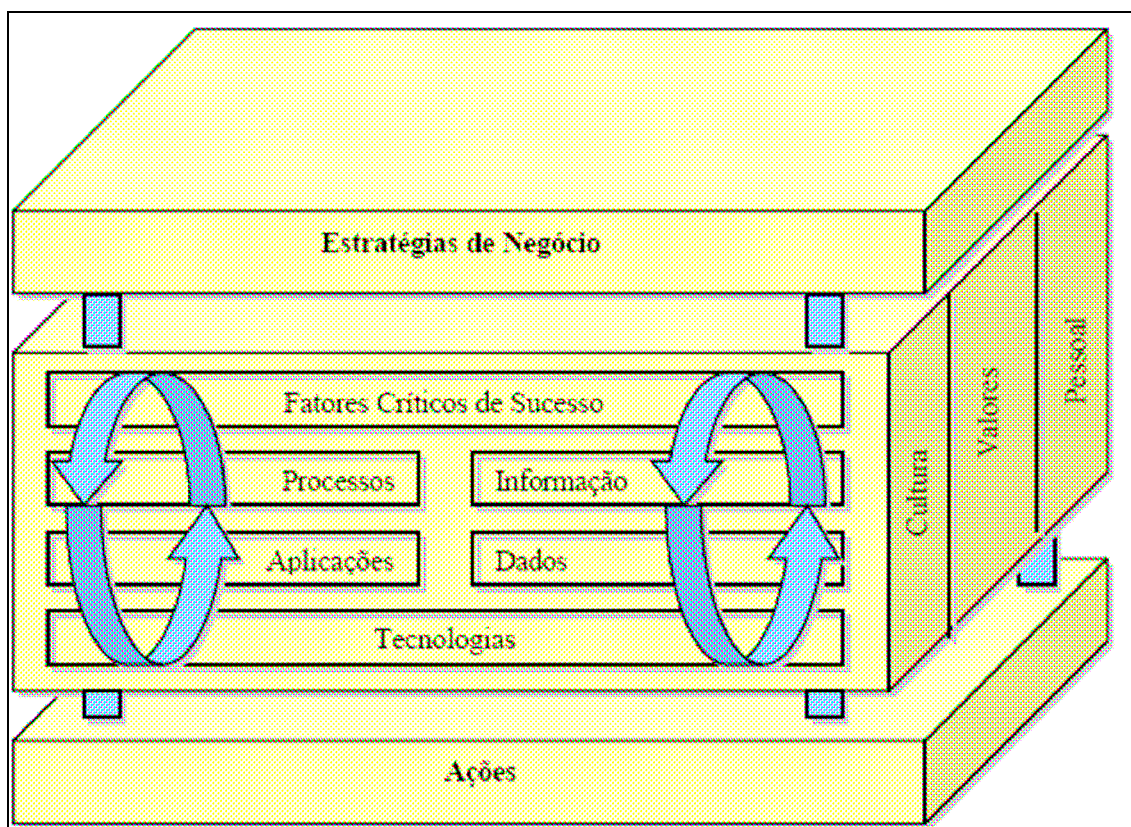 Estratégias de Negócio
Fatores Críticos de Sucesso
Processos
Informação
Aplicações
Dados
Tecnologias
Cultura
Valores
Pessoal
Ações